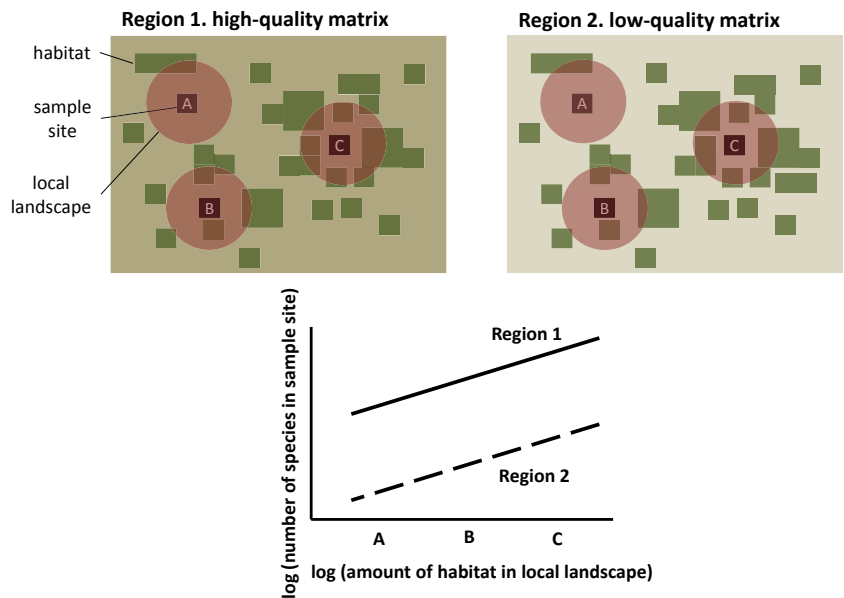 Region 1. high-quality matrix
Region 2. low-quality matrix
habitat
sample
site
local
landscape
A
B
C
A
B
C
log (number of species in sample site)
Region 1
Region 2
A
B
C
log (amount of habitat in local landscape)